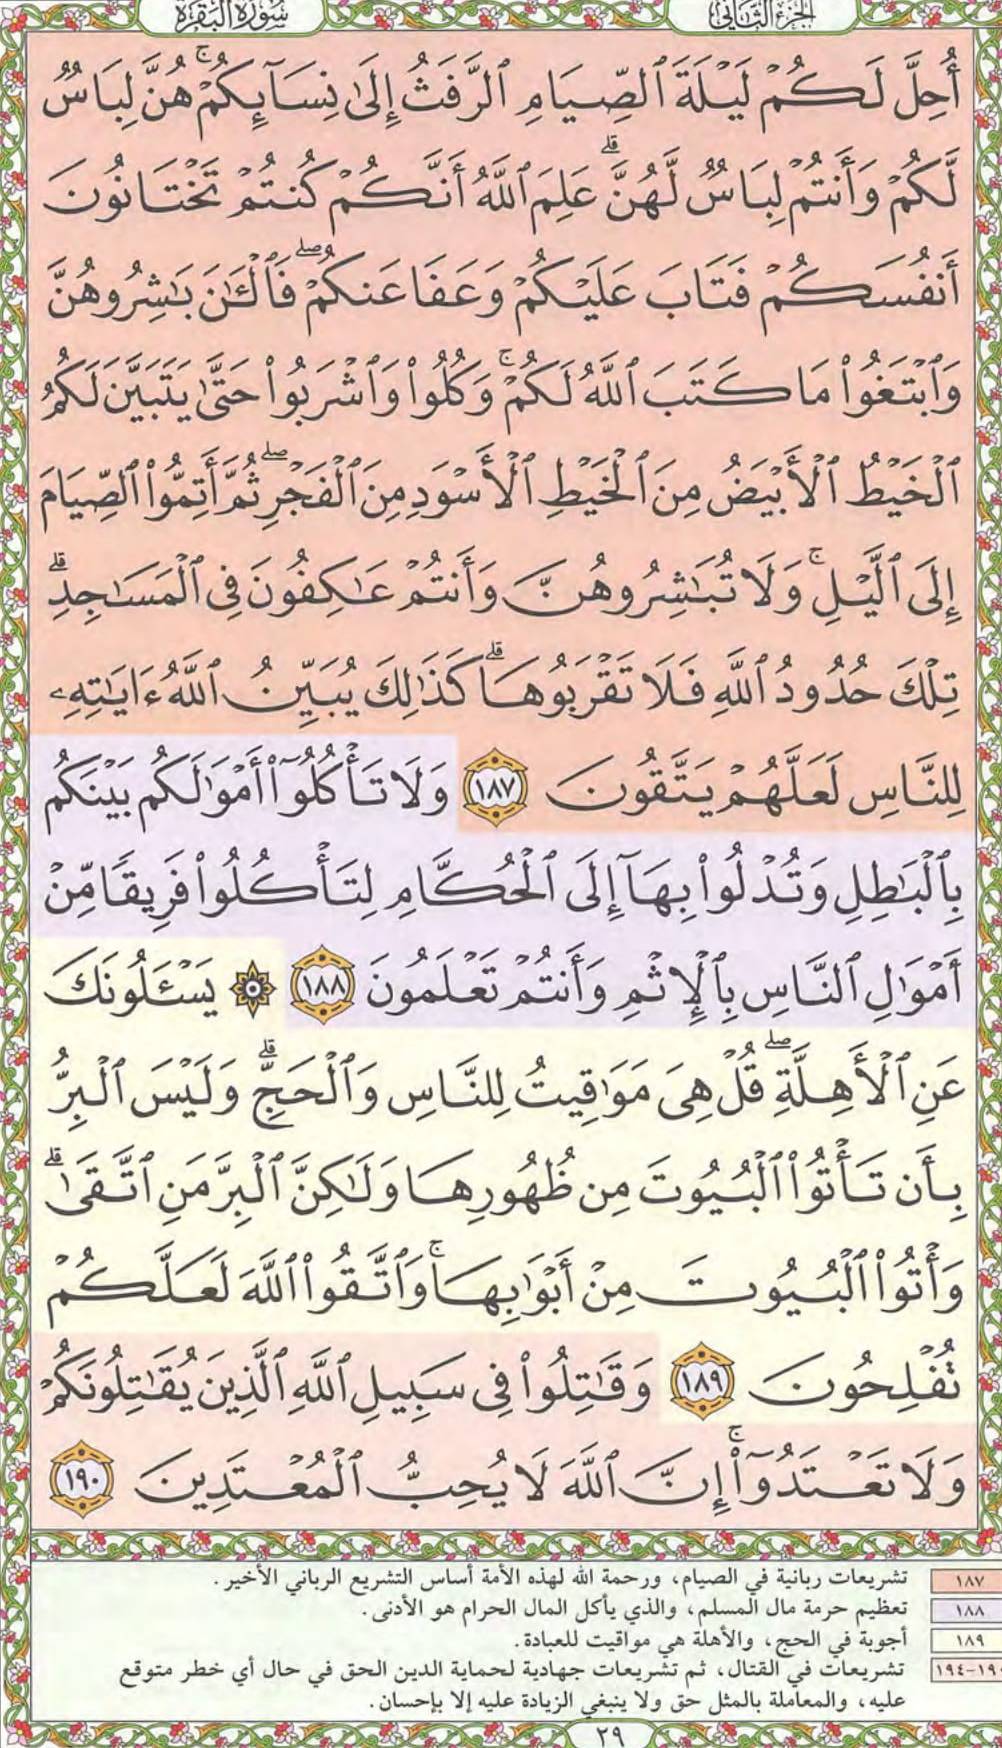 الجزء الثاني
سورة البقرة
أُحِلَّ لَكُمْ لَيْلَةَ ٱلصِّيَامِ ٱلرَّفَثُ إِلَىٰ نِسَآئِكُمْ ۚ هُنَّ لِبَاسٌ
لَّكُمْ وَأَنتُمْ لِبَاسٌ لَّهُنَّ ۗ عَلِمَ ٱللَّهُ أَنَّكُمْ كُنتُمْ تَخْتَانُونَ
أَنفُسَكُمْ فَتَابَ عَلَيْكُمْ وَعَفَا عَنكُمْ ۖ فَٱلْـَٰٔنَ بَـٰشِرُوهُنَّ
وَٱبْتَغُوا۟ مَا كَتَبَ ٱللَّهُ لَكُمْ ۚ وَكُلُوا۟ وَٱشْرَبُوا۟ حَتَّىٰ يَتَبَيَّنَ لَكُمُ
ٱلْخَيْطُ ٱلْأَبْيَضُ مِنَ ٱلْخَيْطِ ٱلْأَسْوَدِ مِنَ ٱلْفَجْرِ ۖ ثُمَّ أَتِمُّوا۟ ٱلصِّيَامَ
إِلَى ٱلَّيْلِ ۚ وَلَا تُبَـٰشِرُوهُنَّ وَأَنتُمْ عَـٰكِفُونَ فِى ٱلْمَسَـٰجِدِ ۗ
تِلْكَ حُدُودُ ٱللَّهِ فَلَا تَقْرَبُوهَا ۗ كَذَٰلِكَ يُبَيِّنُ ٱللَّهُ ءَايَـٰتِهِۦ
لِلنَّاسِ لَعَلَّهُمْ يَتَّقُونَ ١٨٧ وَلَا تَأْكُلُوٓا۟ أَمْوَٰلَكُم بَيْنَكُم
بِٱلْبَـٰطِلِ وَتُدْلُوا۟ بِهَآ إِلَى ٱلْحُكَّامِ لِتَأْكُلُوا۟ فَرِيقًا مِّنْ
أَمْوَٰلِ ٱلنَّاسِ بِٱلْإِثْمِ وَأَنتُمْ تَعْلَمُونَ ١٨٨ ۞ يَسْـَٔلُونَكَ
عَنِ ٱلْأَهِلَّةِ ۖ قُلْ هِىَ مَوَٰقِيتُ لِلنَّاسِ وَٱلْحَجِّ ۗ وَلَيْسَ ٱلْبِرُّ
بِأَن تَأْتُوا۟ ٱلْبُيُوتَ مِن ظُهُورِهَا وَلَـٰكِنَّ ٱلْبِرَّ مَنِ ٱتَّقَىٰ ۗ
وَأْتُوا۟ ٱلْبُيُوتَ مِنْ أَبْوَٰبِهَا ۚ وَٱتَّقُوا۟ ٱللَّهَ لَعَلَّكُمْ
تُفْلِحُونَ ١٨٩ وَقَـٰتِلُوا۟ فِى سَبِيلِ ٱللَّهِ ٱلَّذِينَ يُقَـٰتِلُونَكُمْ
وَلَا تَعْتَدُوٓا۟ ۚ إِنَّ ٱللَّهَ لَا يُحِبُّ ٱلْمُعْتَدِينَ ١٩٠
١٨٧ تشريعات ربانية في الصيام، ورحمة الله لهذه الأمة أساس التشريع الرباني الأخير.
١٨٨ تعظيم حرمة مال المسلم، والذي يأكل المال الحرام هو الأدنى.
١٨٩ أجوبة في الحج، والأهلة هي مواقيت للعبادة.
١٩٠-١٩٤ تشريعات في القتال، ثم تشريعات جهادية لحماية الدين الحق في حال أي خطر متوقع
عليه، والمعاملة بالمثل حق ولا ينبغي الزيادة عليه إلا بإحسان.
٢٩